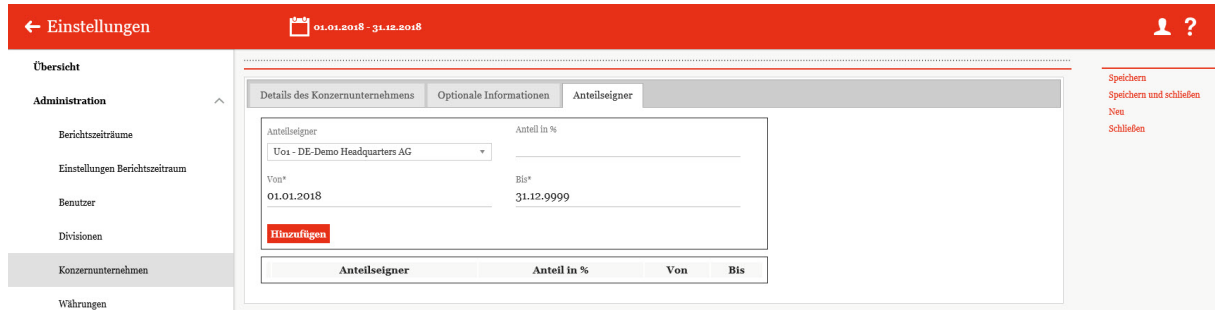 ← Einstellungen
01.01.2018 - 31.12.2018
?
Übersicht
Administration
Berichtszeiträume
Einstellungen Berichtszeitraum
Benutzer
Divisionen
Konzernunternehmen
Währungen
Details des Konzernunternehmens Optionale Informationen Anteilseigner
Anteilseigner Anteil in %
U01 - DE-Demo Headquarters AG
Von* Bis*
01.01.2018 31.12.9999
Hinzufügen
Anteilseigner Anteil in % Von Bis
Speichern
Speichern und schließen
Neu
Schließen